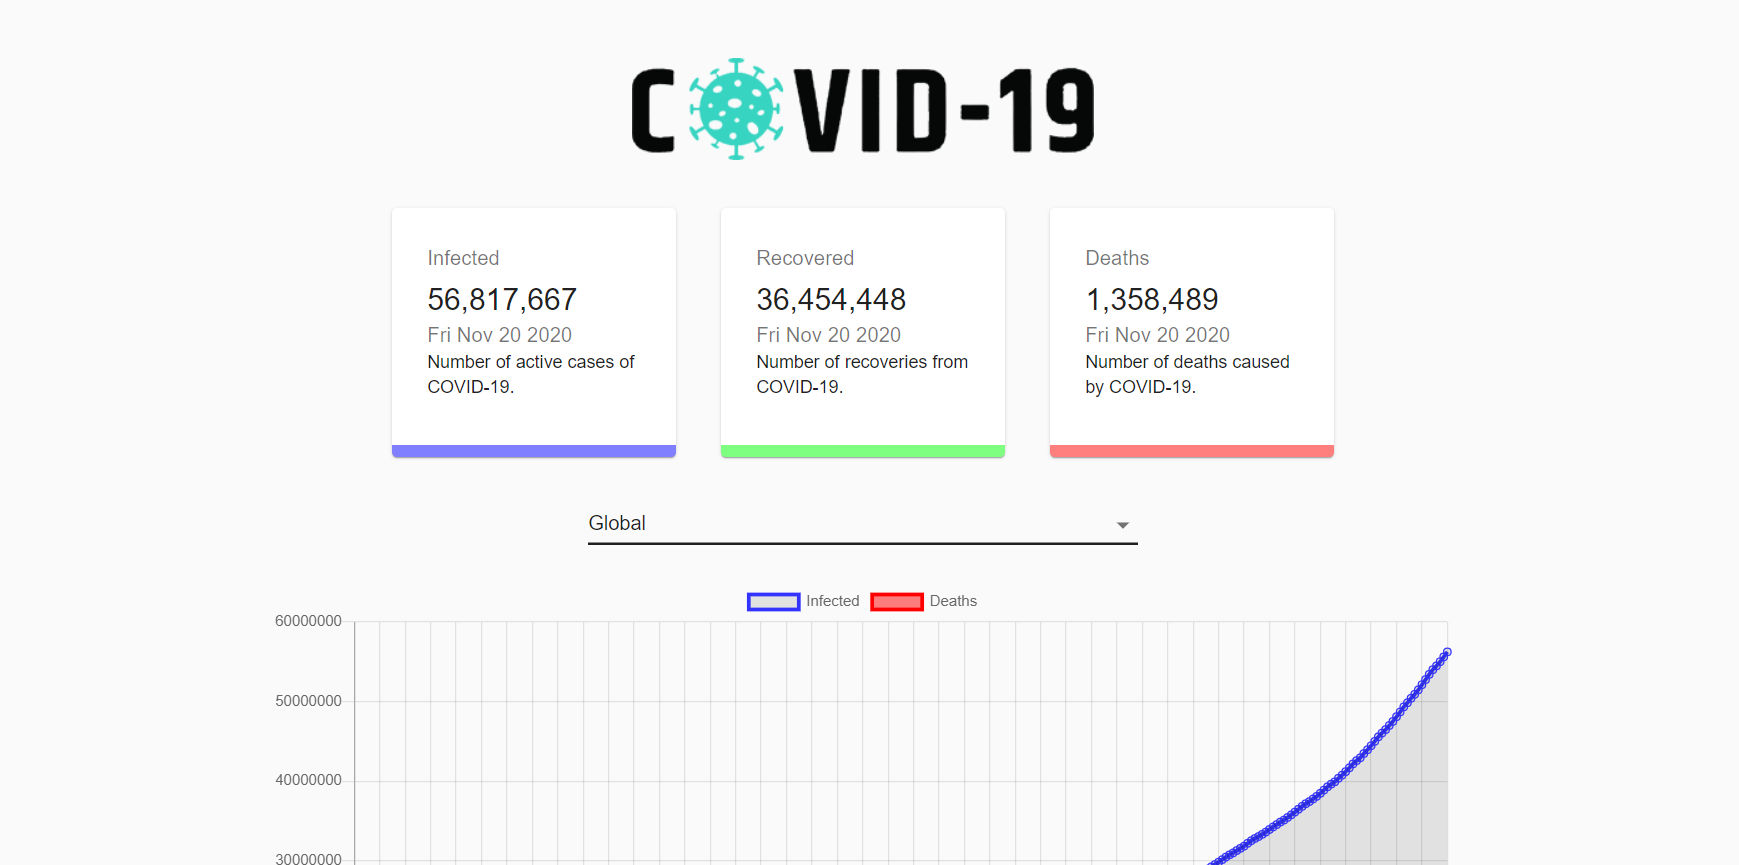 COVID-19
Infected
56,817,667
Fri Nov 20 2020
Number of active cases of
COVID-19.
Recovered
36,454,448
Fri Nov 20 2020
Number of recoveries from
COVID-19.
Deaths
1,358,489
Fri Nov 20 2020
Number of deaths caused
by COVID-19.
Global
Infected Deaths
60000000
50000000
40000000
30000000